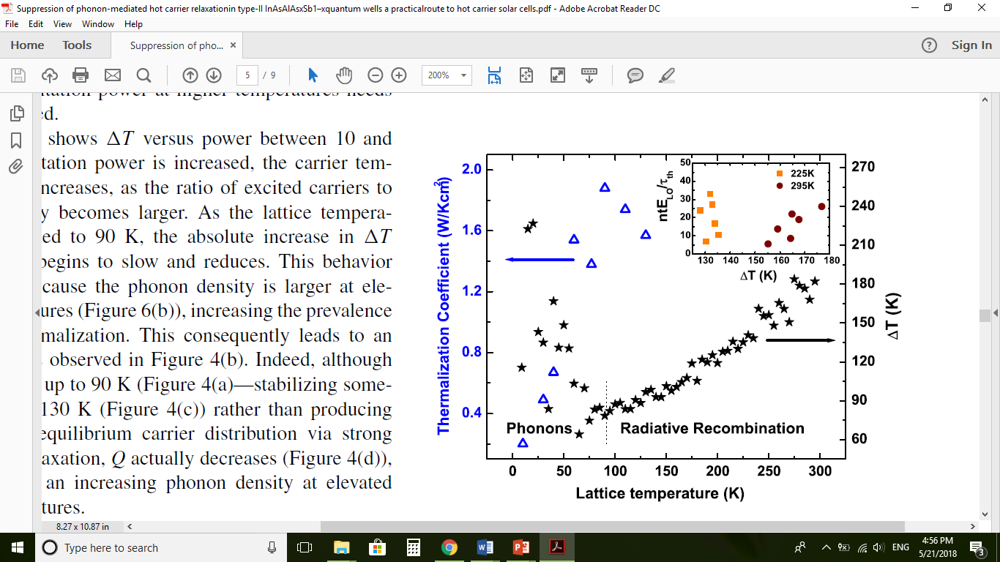 Suppression of phonon-mediated hot carrier relaxationin type-II InAsAlAsxSb1–xquantum wells a practicalroute to hot carrier solar cells.pdf - Adobe Acrobat Reader DC
File Edit View Window Help
Home Tools Suppression of pho... × Sign In
5 / 9 200%
ed.
shows ΔT versus power between 10 and
tation power is increased, the carrier tem-
ncreases, as the ratio of excited carriers to
y becomes larger. As the lattice tempera-
ed to 90 K, the absolute increase in ΔT
begins to slow and reduces. This behavior
cause the phonon density is larger at ele-
ures (Figure 6(b)), increasing the prevalence
malization. This consequently leads to an
observed in Figure 4(b). Indeed, although
up to 90 K (Figure 4(a)—stabilizing some-
130 K (Figure 4(c)) rather than producing
equilibrium carrier distribution via strong
axation, Q actually decreases (Figure 4(d)),
an increasing phonon density at elevated
tures.
Thermalization Coefficient (W/Kcm²)
2.0
1.6
1.2
0.8
0.4
ntE_LO/τ_th
50
40
30
20
10
0
225K
295K
130 140 150 160 170 180
ΔT (K)
270
240
210
180
150
120
90
60
ΔT (K)
Phonons Radiative Recombination
0 50 100 150 200 250 300
Lattice temperature (K)
8.27 x 10.87 in
Type here to search
ENG
4:56 PM
5/21/2018
3